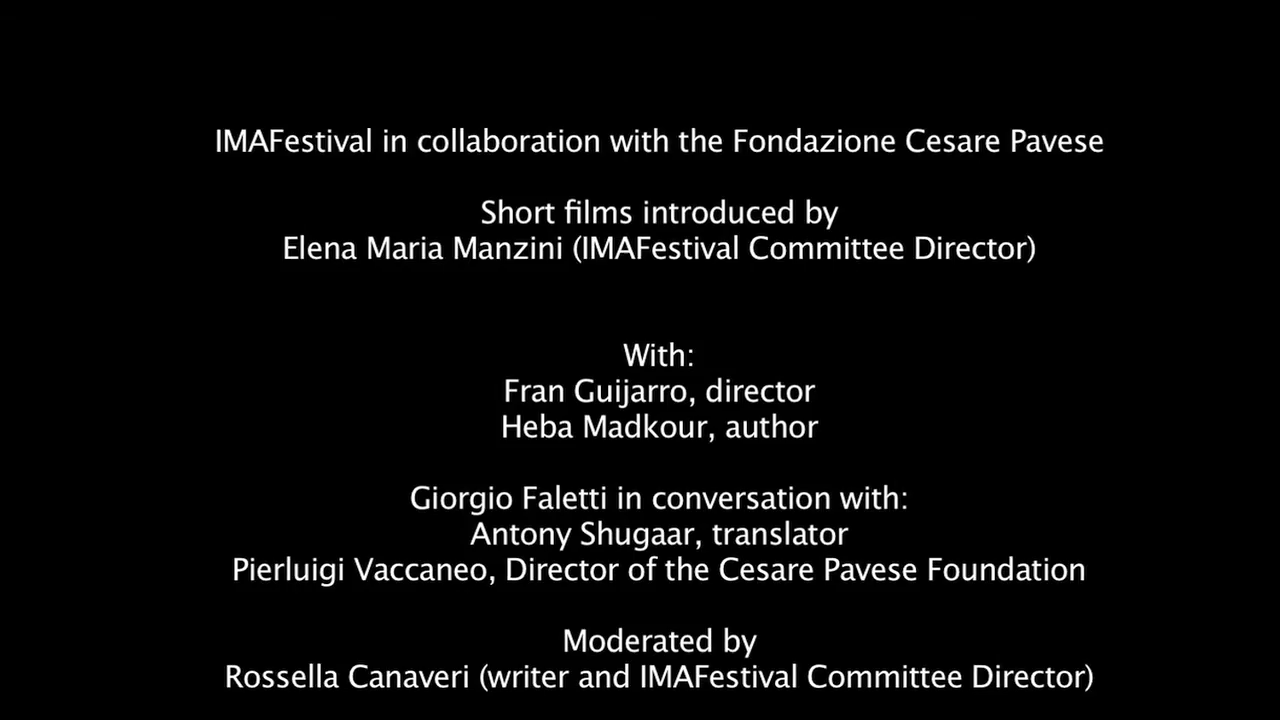 IMAFestival in collaboration with the Fondazione Cesare Pavese
Short films introduced by
Elena Maria Manzini (IMAFestival Committee Director)
With:
Fran Guijarro, director
Heba Madkour, author
Giorgio Faletti in conversation with:
Antony Shugaar, translator
Pierluigi Vaccaneo, Director of the Cesare Pavese Foundation
Moderated by
Rossella Canaveri (writer and IMAFestival Committee Director)